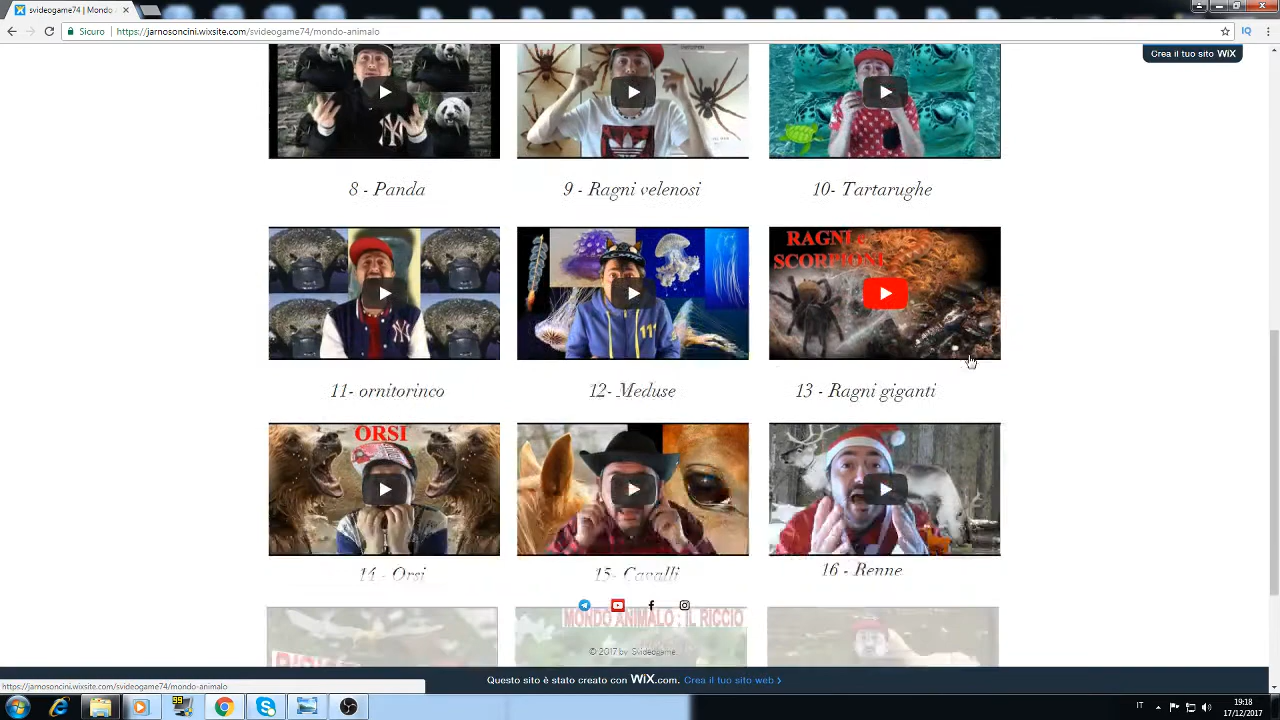 svideogame74 | Mondo
Sicuro
https://jarnosoncini.wixsite.com/svideogame74/mondo-animalo
Crea il tuo sito WiX
8 - Panda
9 - Ragni velenosi
10- Tartarughe
RAGNI e
SCORPIONI
111
11- ornitorinco
12- Meduse
13 - Ragni giganti
ORSI
14 - Orsi
15- Cavalli
16 - Renne
MONDO ANIMALO : IL RICCIO
© 2017 by Svideogame
Questo sito è stato creato con WiX.com. Crea il tuo sito web >
https://jarnosoncini.wixsite.com/svideogame74/mondo-animalo
IT
19:18
17/12/2017